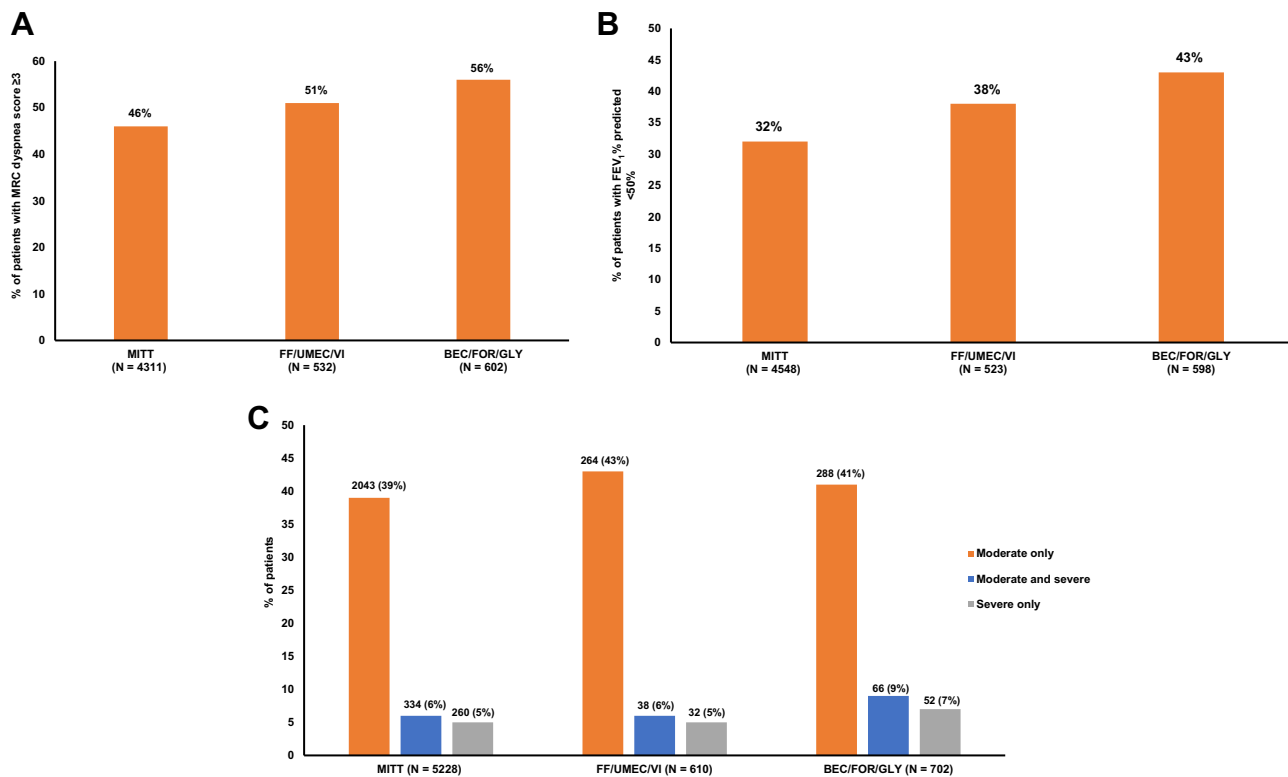 A
% of patients with MRC dyspnea score ≥3
60
50
40
30
20
10
0
46%
51%
56%
MITT
(N = 4311)
FF/UMEC/VI
(N = 532)
BEC/FOR/GLY
(N = 602)
B
% of patients with FEV₁% predicted
<50%
50
45
40
35
30
25
20
15
10
5
0
32%
38%
43%
MITT
(N = 4548)
FF/UMEC/VI
(N = 523)
BEC/FOR/GLY
(N = 598)
C
% of patients
50
45
40
35
30
25
20
15
10
5
0
2043 (39%)
334 (6%)
260 (5%)
264 (43%)
38 (6%)
32 (5%)
288 (41%)
66 (9%)
52 (7%)
MITT (N = 5228)
FF/UMEC/VI (N = 610)
BEC/FOR/GLY (N = 702)
Moderate only
Moderate and severe
Severe only